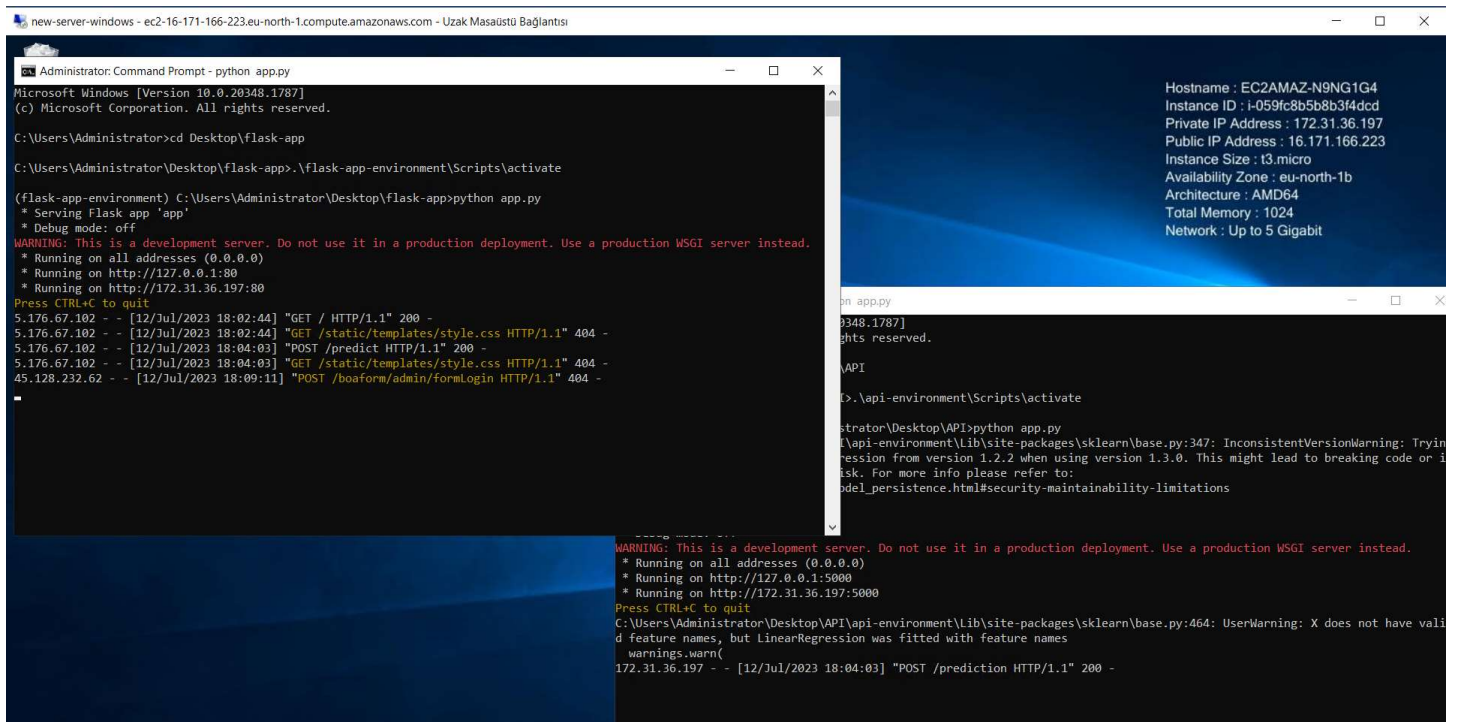 new-server-windows - ec2-16-171-166-223.eu-north-1.compute.amazonaws.com - Uzak Masaüstü Bağlantısı
Administrator: Command Prompt - python app.py
Microsoft Windows [Version 10.0.20348.1787]
(c) Microsoft Corporation. All rights reserved.
C:\Users\Administrator>cd Desktop\flask-app
C:\Users\Administrator\Desktop\flask-app>.\flask-app-environment\Scripts\activate
(flask-app-environment) C:\Users\Administrator\Desktop\flask-app>python app.py
* Serving Flask app 'app'
* Debug mode: off
WARNING: This is a development server. Do not use it in a production deployment. Use a production WSGI server instead.
* Running on all addresses (0.0.0.0)
* Running on http://127.0.0.1:80
* Running on http://172.31.36.197:80
Press CTRL+C to quit
5.176.67.102 - - [12/Jul/2023 18:02:44] "GET / HTTP/1.1" 200 -
5.176.67.102 - - [12/Jul/2023 18:02:44] "GET /static/templates/style.css HTTP/1.1" 404 -
5.176.67.102 - - [12/Jul/2023 18:04:03] "POST /predict HTTP/1.1" 200 -
5.176.67.102 - - [12/Jul/2023 18:04:03] "GET /static/templates/style.css HTTP/1.1" 404 -
45.128.232.62 - - [12/Jul/2023 18:09:11] "POST /boaform/admin/formLogin HTTP/1.1" 404 -
Hostname : EC2AMAZ-N9NG1G4
Instance ID : i-059fc8b5b8b3f4dcd
Private IP Address : 172.31.36.197
Public IP Address : 16.171.166.223
Instance Size : t3.micro
Availability Zone : eu-north-1b
Architecture : AMD64
Total Memory : 1024
Network : Up to 5 Gigabit
on app.py
0348.1787]
ghts reserved.
\API
I>.\api-environment\Scripts\activate
strator\Desktop\API>python app.py
I\api-environment\Lib\site-packages\sklearn\base.py:347: InconsistentVersionWarning: Tryin
ression from version 1.2.2 when using version 1.3.0. This might lead to breaking code or i
isk. For more info please refer to:
odel_persistence.html#security-maintainability-limitations
WARNING: This is a development server. Do not use it in a production deployment. Use a production WSGI server instead.
* Running on all addresses (0.0.0.0)
* Running on http://127.0.0.1:5000
* Running on http://172.31.36.197:5000
Press CTRL+C to quit
C:\Users\Administrator\Desktop\API\api-environment\Lib\site-packages\sklearn\base.py:464: UserWarning: X does not have vali
d feature names, but LinearRegression was fitted with feature names
warnings.warn(
172.31.36.197 - - [12/Jul/2023 18:04:03] "POST /prediction HTTP/1.1" 200 -